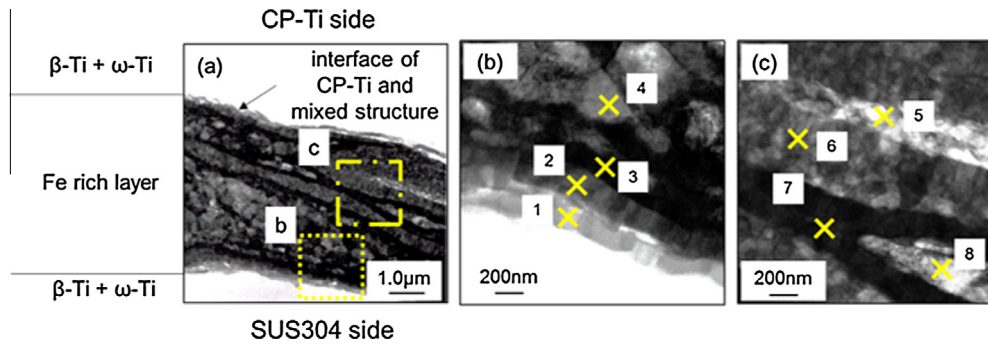 CP-Ti side
β-Ti + ω-Ti
Fe rich layer
β-Ti + ω-Ti
(a)
interface of
CP-Ti and
mixed structure
c
b
1.0μm
SUS304 side
(b)
4
2
3
1
200nm
(c)
5
6
7
8
200nm